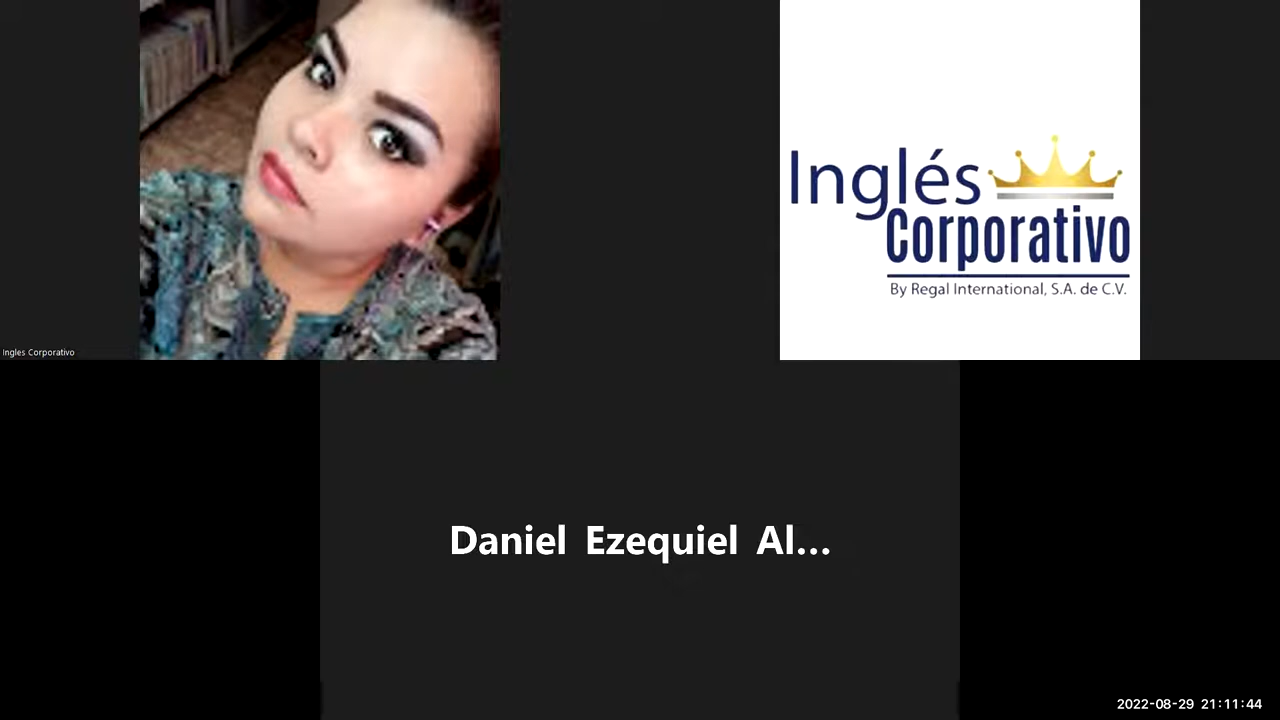 Inglés
Corporativo
By Regal International, S.A. de C.V.
Ingles Corporativo
Daniel Ezequiel Al...
2022-08-29 21:11:44